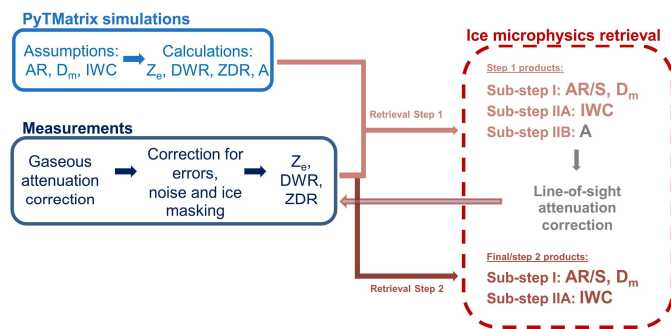 PyTMatrix simulations
Assumptions:
AR, Dm, IWC
Calculations:
Ze, DWR, ZDR, A
Measurements
Gaseous
attenuation
correction
Correction for
errors,
noise and ice
masking
Ze,
DWR,
ZDR
Retrieval Step 1
Retrieval Step 2
Ice microphysics retrieval
Step 1 products:
Sub-step I: AR/S, Dm
Sub-step IIA: IWC
Sub-step IIB: A
Line-of-sight
attenuation
correction
Final/step 2 products:
Sub-step I: AR/S, Dm
Sub-step IIA: IWC